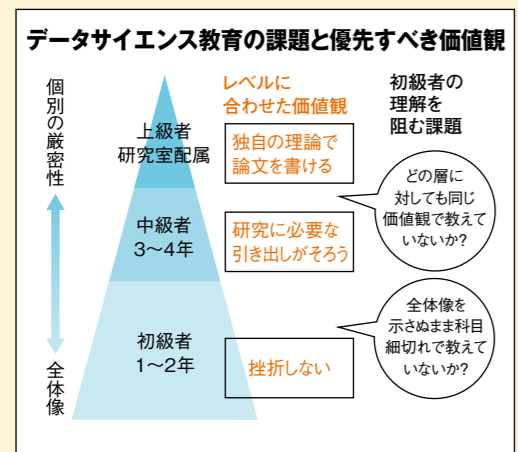 データサイエンス教育の課題と優先すべき価値観
個別の厳密性
全体像
上級者
研究室配属
中級者
3〜4年
初級者
1〜2年
レベルに
合わせた価値観
独自の理論で
論文を書ける
研究に必要な
引き出しがそろう
挫折しない
初級者の
理解を
阻む課題
どの層に
対しても同じ
価値観で教えて
いないか?
全体像を
示さぬまま科目
細切れで教えて
いないか?